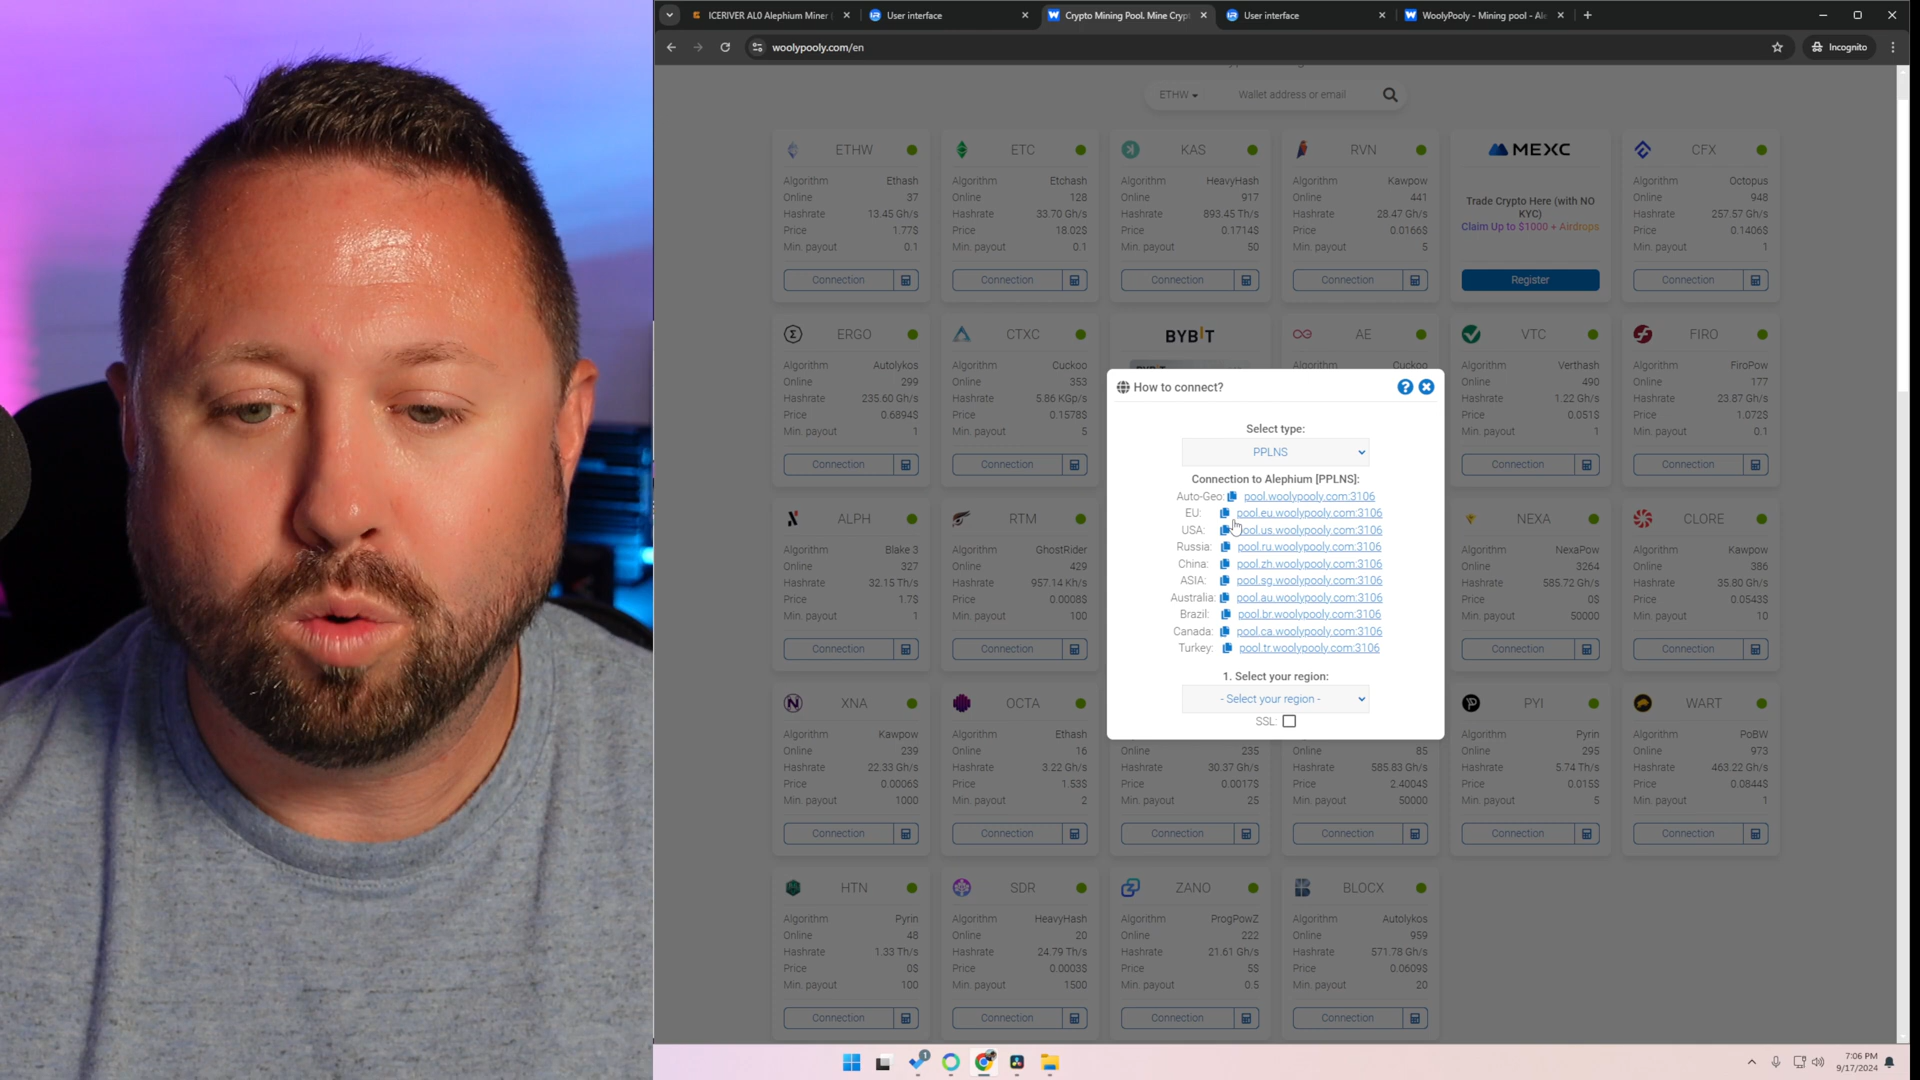 ICERIVER AL0 Alephium Miner
User interface
Crypto Mining Pool. Mine Crypt
User interface
WoolyPooly - Mining pool - Al
woolypooly.com/en
Incognito
ETHW
Wallet address or email
ETHW
Algorithm Ethash
Online 37
Hashrate 13.45 Gh/s
Price 1.77$
Min. payout 0.1
Connection
ETC
Algorithm Etchash
Online 128
Hashrate 33.70 Gh/s
Price 18.02$
Min. payout 0.1
Connection
KAS
Algorithm HeavyHash
Online 917
Hashrate 893.45 Th/s
Price 0.1714$
Min. payout 50
Connection
RVN
Algorithm Kawpow
Online 441
Hashrate 28.47 Gh/s
Price 0.0166$
Min. payout 5
Connection
MEXC
Trade Crypto Here (with NO
KYC)
Claim Up to $1000 + Airdrops
Register
CFX
Algorithm Octopus
Online 948
Hashrate 257.57 Gh/s
Price 0.1406$
Min. payout 1
Connection
ERGO
Algorithm Autolykos
Online 299
Hashrate 235.60 Gh/s
Price 0.6894$
Min. payout 1
Connection
CTXC
Algorithm Cuckoo
Online 353
Hashrate 5.86 KGp/s
Price 0.1578$
Min. payout 5
Connection
BYBIT
AE
Algorithm Cuckoo
VTC
Algorithm Verthash
Online 490
Hashrate 1.22 Gh/s
Price 0.051$
Min. payout 1
Connection
FIRO
Algorithm FiroPow
Online 177
Hashrate 23.87 Gh/s
Price 1.072$
Min. payout 0.1
Connection
How to connect?
Select type:
PPLNS
Connection to Alephium [PPLNS]:
Auto-Geo: pool.woolypooly.com:3106
EU: pool.eu.woolypooly.com:3106
USA: pool.us.woolypooly.com:3106
Russia: pool.ru.woolypooly.com:3106
China: pool.zh.woolypooly.com:3106
ASIA: pool.sg.woolypooly.com:3106
Australia: pool.au.woolypooly.com:3106
Brazil: pool.br.woolypooly.com:3106
Canada: pool.ca.woolypooly.com:3106
Turkey: pool.tr.woolypooly.com:3106
1. Select your region:
- Select your region -
SSL:
ALPH
Algorithm Blake 3
Online 327
Hashrate 32.15 Th/s
Price 1.7$
Min. payout 1
Connection
RTM
Algorithm GhostRider
Online 429
Hashrate 957.14 Kh/s
Price 0.0008$
Min. payout 100
Connection
NEXA
Algorithm NexaPow
Online 3264
Hashrate 585.72 Gh/s
Price 0$
Min. payout 50000
Connection
CLORE
Algorithm Kawpow
Online 386
Hashrate 35.80 Gh/s
Price 0.0543$
Min. payout 10
Connection
XNA
Algorithm Kawpow
Online 239
Hashrate 22.33 Gh/s
Price 0.0006$
Min. payout 1000
Connection
OCTA
Algorithm Ethash
Online 16
Hashrate 3.22 Gh/s
Price 1.53$
Min. payout 2
Connection
Online 235
Hashrate 30.37 Gh/s
Price 0.0017$
Min. payout 25
Connection
Online 85
Hashrate 585.83 Gh/s
Price 2.4004$
Min. payout 50000
Connection
PYI
Algorithm Pyrin
Online 295
Hashrate 5.74 Th/s
Price 0.015$
Min. payout 5
Connection
WART
Algorithm PoBW
Online 973
Hashrate 463.22 Gh/s
Price 0.0844$
Min. payout 1
Connection
HTN
Algorithm Pyrin
Online 48
Hashrate 1.33 Th/s
Price 0$
Min. payout 100
Connection
SDR
Algorithm HeavyHash
Online 20
Hashrate 24.79 Th/s
Price 0.0003$
Min. payout 1500
Connection
ZANO
Algorithm ProgPowZ
Online 222
Hashrate 21.61 Gh/s
Price 5$
Min. payout 0.5
Connection
BLOCX
Algorithm Autolykos
Online 959
Hashrate 571.78 Gh/s
Price 0.0609$
Min. payout 20
Connection
1
7:06 PM
9/17/2024